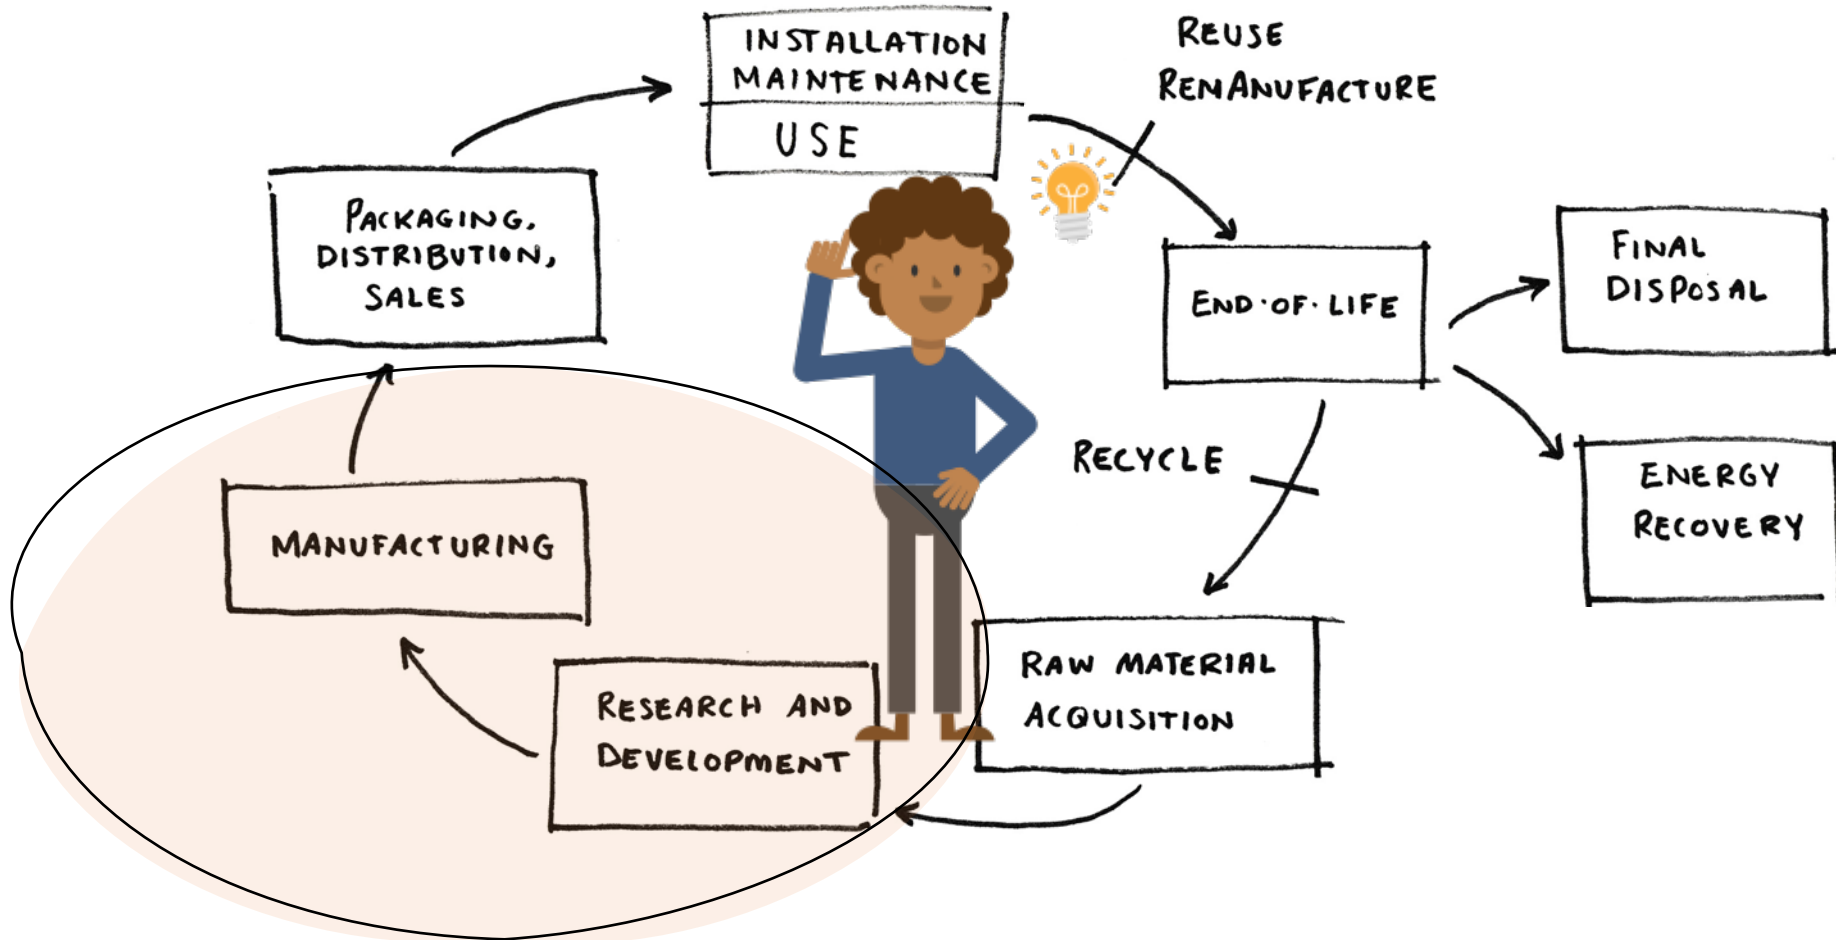 INSTALLATION
MAINTENANCE
USE
REUSE
REMANUFACTURE
PACKAGING,
DISTRIBUTION,
SALES
END·OF·LIFE
FINAL
DISPOSAL
RECYCLE
ENERGY
RECOVERY
MANUFACTURING
RAW MATERIAL
ACQUISITION
RESEARCH AND
DEVELOPMENT